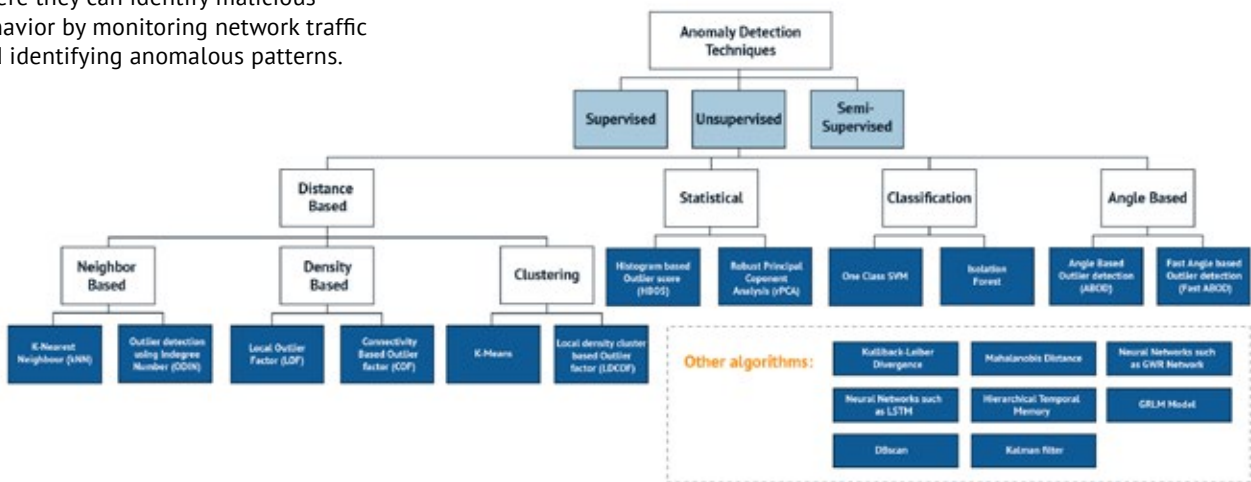 ere they can identify malicious
havior by monitoring network traffic
d identifying anomalous patterns.
Anomaly Detection
Techniques
Supervised
Unsupervised
Semi-
Supervised
Distance
Based
Statistical
Classification
Angle Based
Neighbor
Based
Density
Based
Clustering
Histogram based
Outlier score
(HBOS)
Robust Principal
Coponent
Analysis (rPCA)
One Class SVM
Isolation
Forest
Angle Based
Outlier detection
(ABOD)
Fast Angle based
Outlier detection
(Fast ABOD)
K-Nearest
Neighbour (kNN)
Outlier detection
using Indegree
Number (ODIN)
Local Outlier
Factor (LOF)
Connectivity
Based Outlier
factor (COF)
K-Means
Local density cluster
based Outlier
factor (LDCOF)
Other algorithms:
Kullback-Leiber
Divergence
Mahalanobis Distance
Neural Networks such
as GWR Network
Neural Networks such
as LSTM
Hierarchical Temporal
Memory
GRLM Model
DBscan
Kalman filter